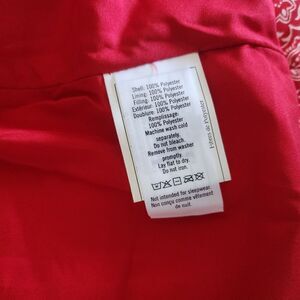 Shell: 100% Polyester
Lining: 100% Polyester
Filling: 100% Polyester
Extérieur: 100% Polyester
Doublure: 100% Polyester
Remplissage:
100% Polyester
Machine wash cold
separately.
Do not bleach.
Remove from washer
promptly.
Lay flat to dry.
Do not iron.
Not intended for sleepwear.
Non conçu comme vêtement
de nuit.